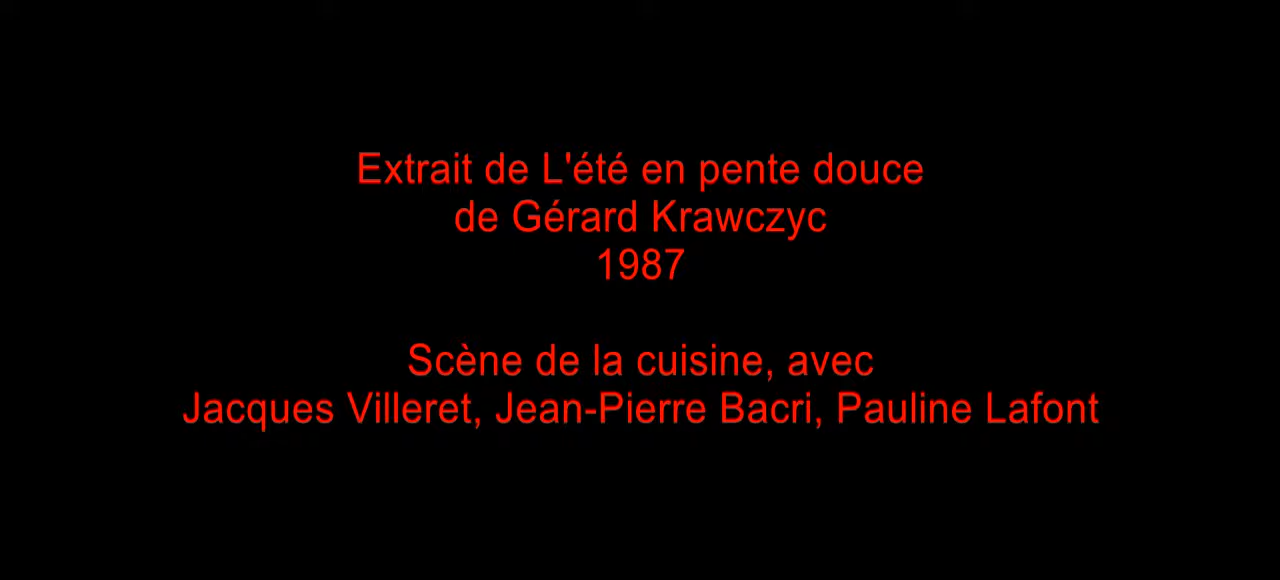 Extrait de L'été en pente douce
de Gérard Krawczyc
1987
Scène de la cuisine, avec
Jacques Villeret, Jean-Pierre Bacri, Pauline Lafont